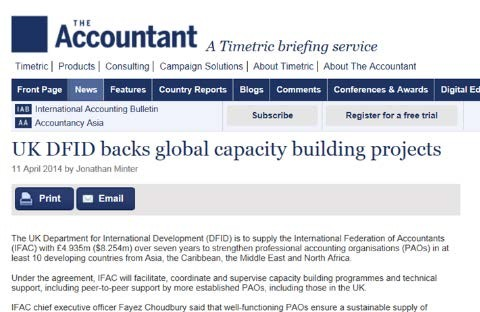 THE
Accountant A Timetric briefing service
Timetric | Products | Consulting | Campaign Solutions | About Timetric | About The Accountant
Front Page News Features Country Reports Blogs Comments Conferences & Awards Digital Ed
IAB International Accounting Bulletin
AA Accountancy Asia
Subscribe Register for a free trial
UK DFID backs global capacity building projects
11 April 2014 by Jonathan Minter
Print Email
The UK Department for International Development (DFID) is to supply the International Federation of Accountants
(IFAC) with £4.935m ($8.254m) over seven years to strengthen professional accounting organisations (PAOs) in at
least 10 developing countries from Asia, the Caribbean, the Middle East and North Africa.
Under the agreement, IFAC will facilitate, coordinate and supervise capacity building programmes and technical
support, including peer-to-peer support by more established PAOs, including those in the UK.
IFAC chief executive officer Fayez Choudhury said that well-functioning PAOs ensure a sustainable supply of